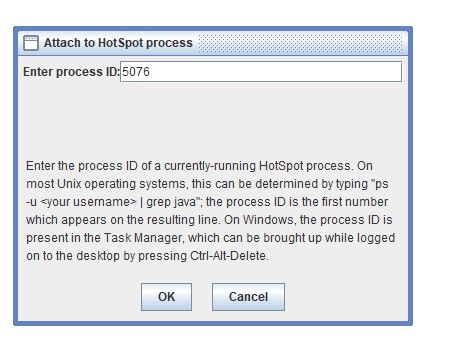 Attach to HotSpot process
Enter process ID: 5076
Enter the process ID of a currently-running HotSpot process. On
most Unix operating systems, this can be determined by typing "ps
-u <your username> | grep java"; the process ID is the first number
which appears on the resulting line. On Windows, the process ID is
present in the Task Manager, which can be brought up while logged
on to the desktop by pressing Ctrl-Alt-Delete.
OK Cancel